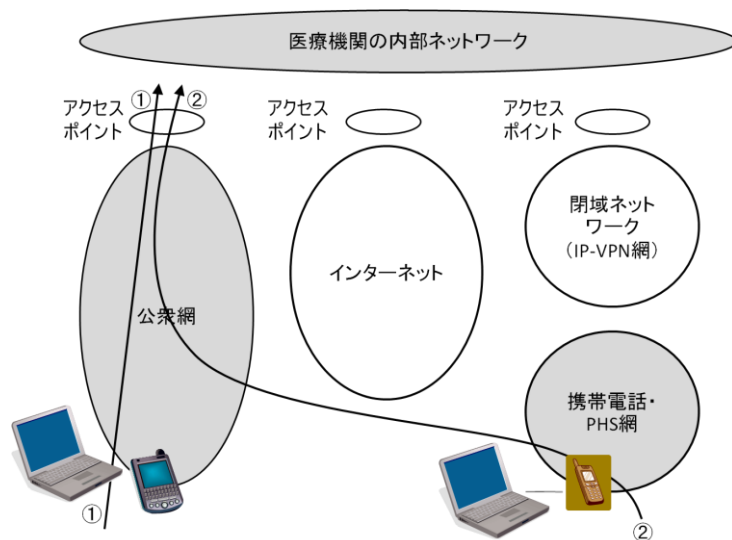 医療機関の内部ネットワーク
①
②
アクセス
ポイント
アクセス
ポイント
アクセス
ポイント
閉域ネット
ワーク
(IP-VPN網)
インターネット
公衆網
携帯電話・
PHS網
①
②